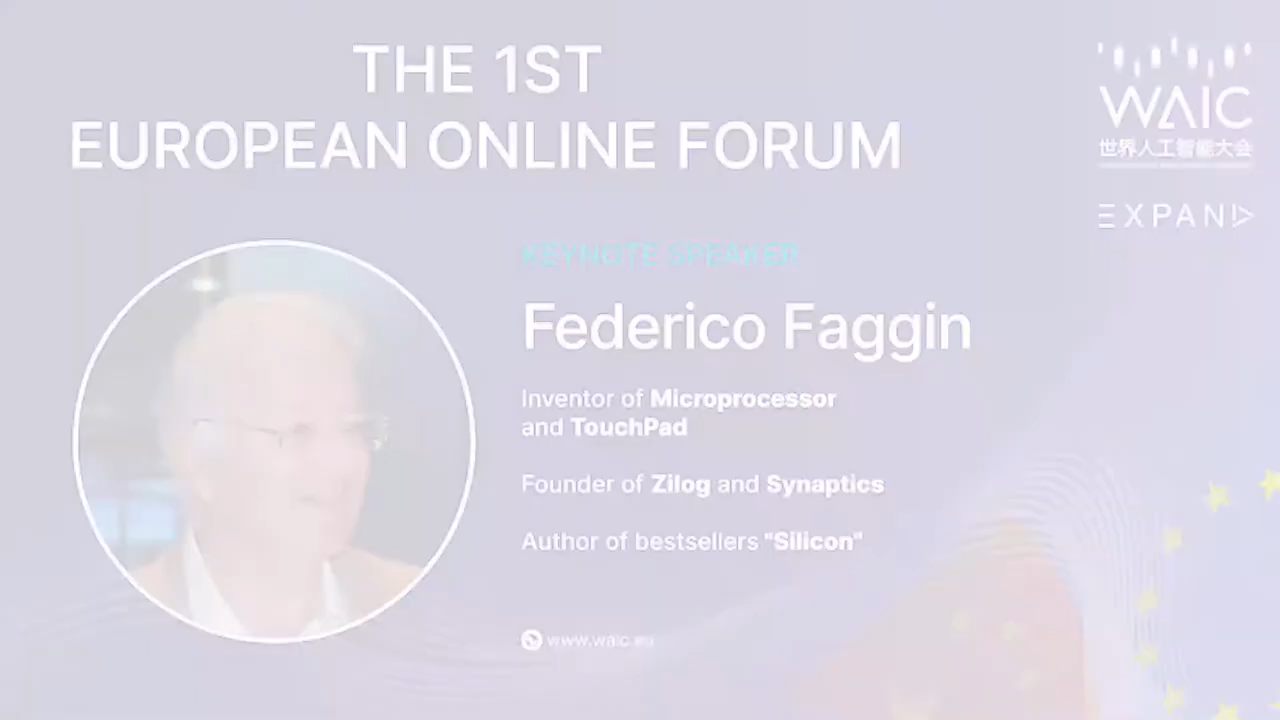 THE 1ST
EUROPEAN ONLINE FORUM
WAIC
世界人工智能大会
EXPAND
KEYNOTE SPEAKER
Federico Faggin
Inventor of Microprocessor
and TouchPad
Founder of Zilog and Synaptics
Author of bestsellers "Silicon"
www.waic.eu